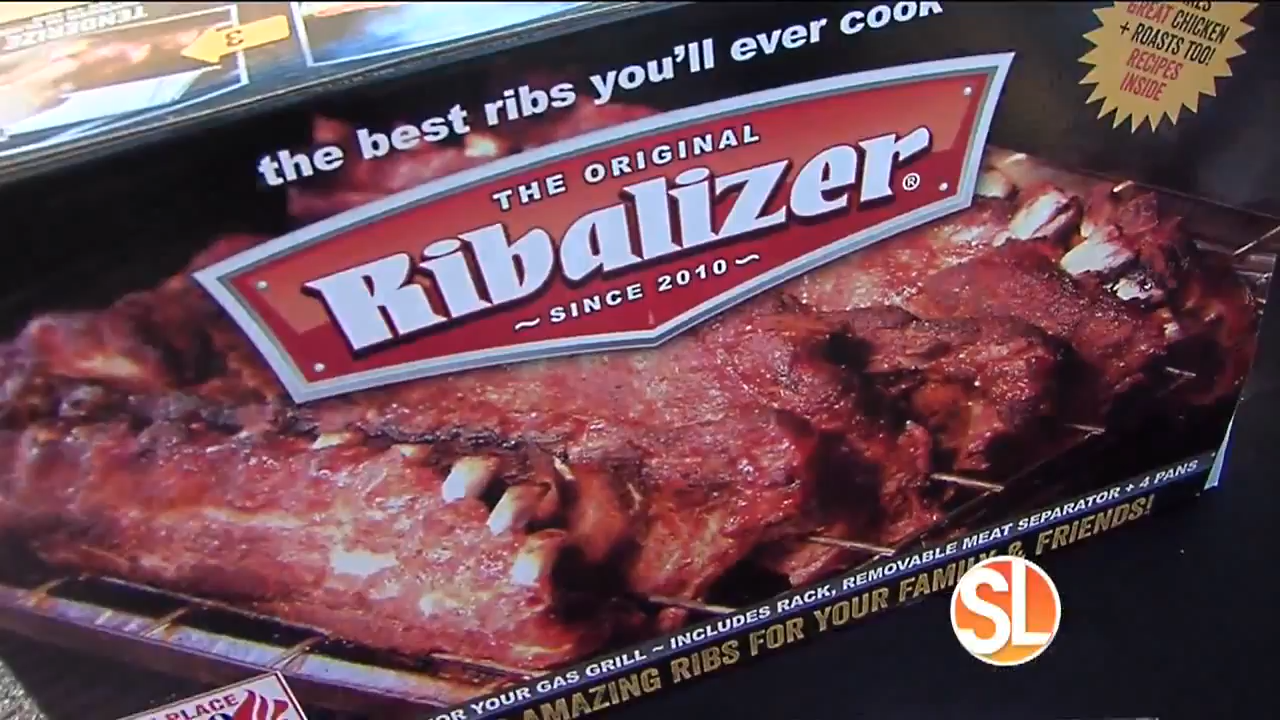 TENDERIZE
3
the best ribs you'll ever cook
GREAT CHICKEN
+ ROASTS TOO!
RECIPES
INSIDE
THE ORIGINAL
Ribalizer®
~ SINCE 2010 ~
YOUR GAS GRILL ~ INCLUDES RACK, REMOVABLE MEAT SEPARATOR + 4 PANS
AMAZING RIBS FOR YOUR FAMILY & FRIENDS!
SL
PLACE